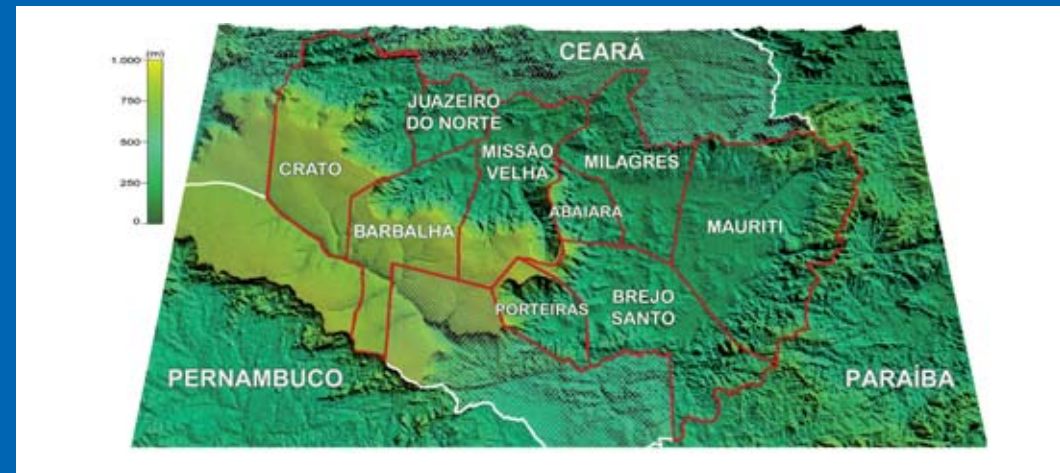 (m)
1.000
750
500
250
0
CEARÁ
JUAZEIRO
DO NORTE
MISSÃO
VELHA
MILAGRES
CRATO
ABAIARA
MAURITI
BARBALHA
BREJO
SANTO
PORTEIRAS
PERNAMBUCO
PARAÍBA